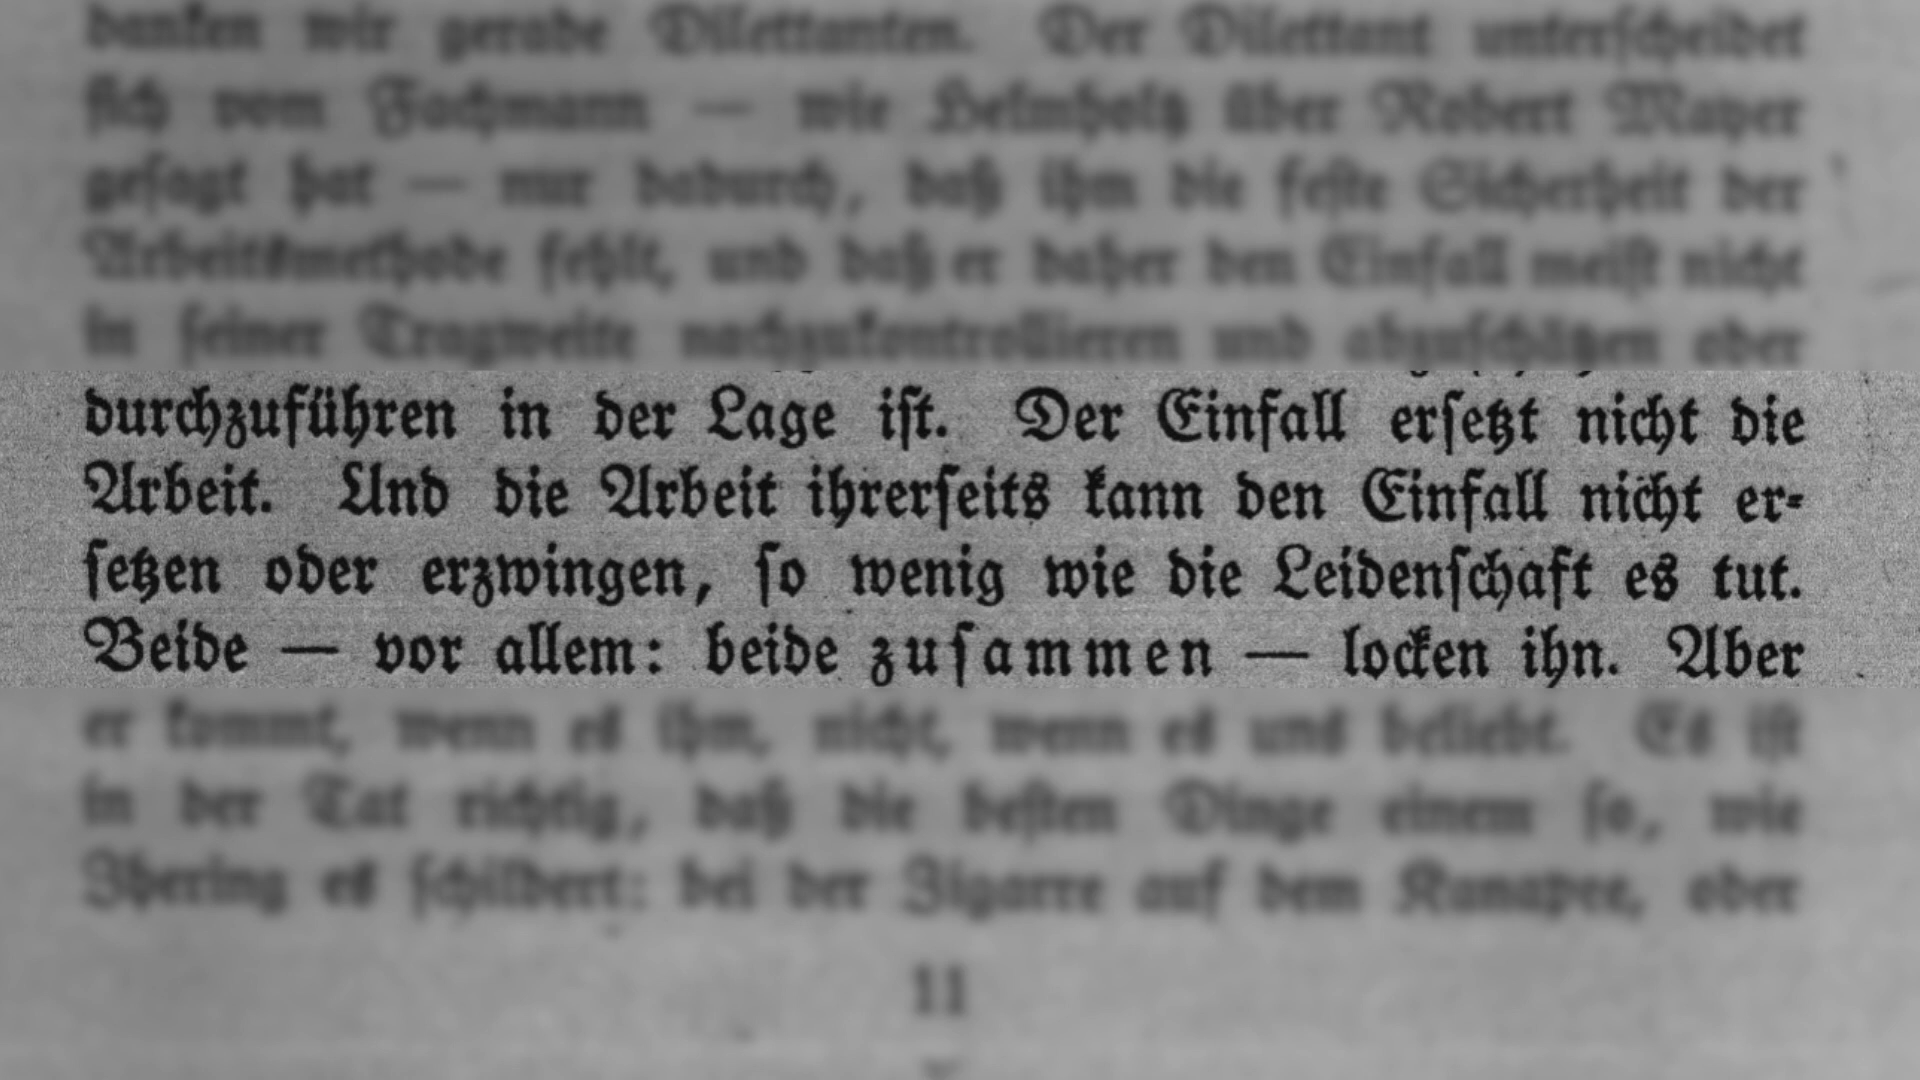 danken wir gerade Dilettanten. Der Dilettant unterscheidet
sich vom Fachmann — wie Helmholtz über Robert Mayer
gesagt hat — nur dadurch, daß ihm die feste Sicherheit der
Arbeitsmethode fehlt, und daß er daher den Einfall meist nicht
in seiner Tragweite nachzukontrollieren und abzuschätzen oder
durchzuführen in der Lage ist. Der Einfall ersetzt nicht die
Arbeit. Und die Arbeit ihrerseits kann den Einfall nicht er-
setzen oder erzwingen, so wenig wie die Leidenschaft es tut.
Beide — vor allem: beide zusammen — locken ihn. Aber
er kommt, wenn es ihm, nicht, wenn es uns beliebt. Es ist
in der Tat richtig, daß die besten Dinge einem so, wie
Ihering es schildert: bei der Zigarre auf dem Kanapee, oder
11